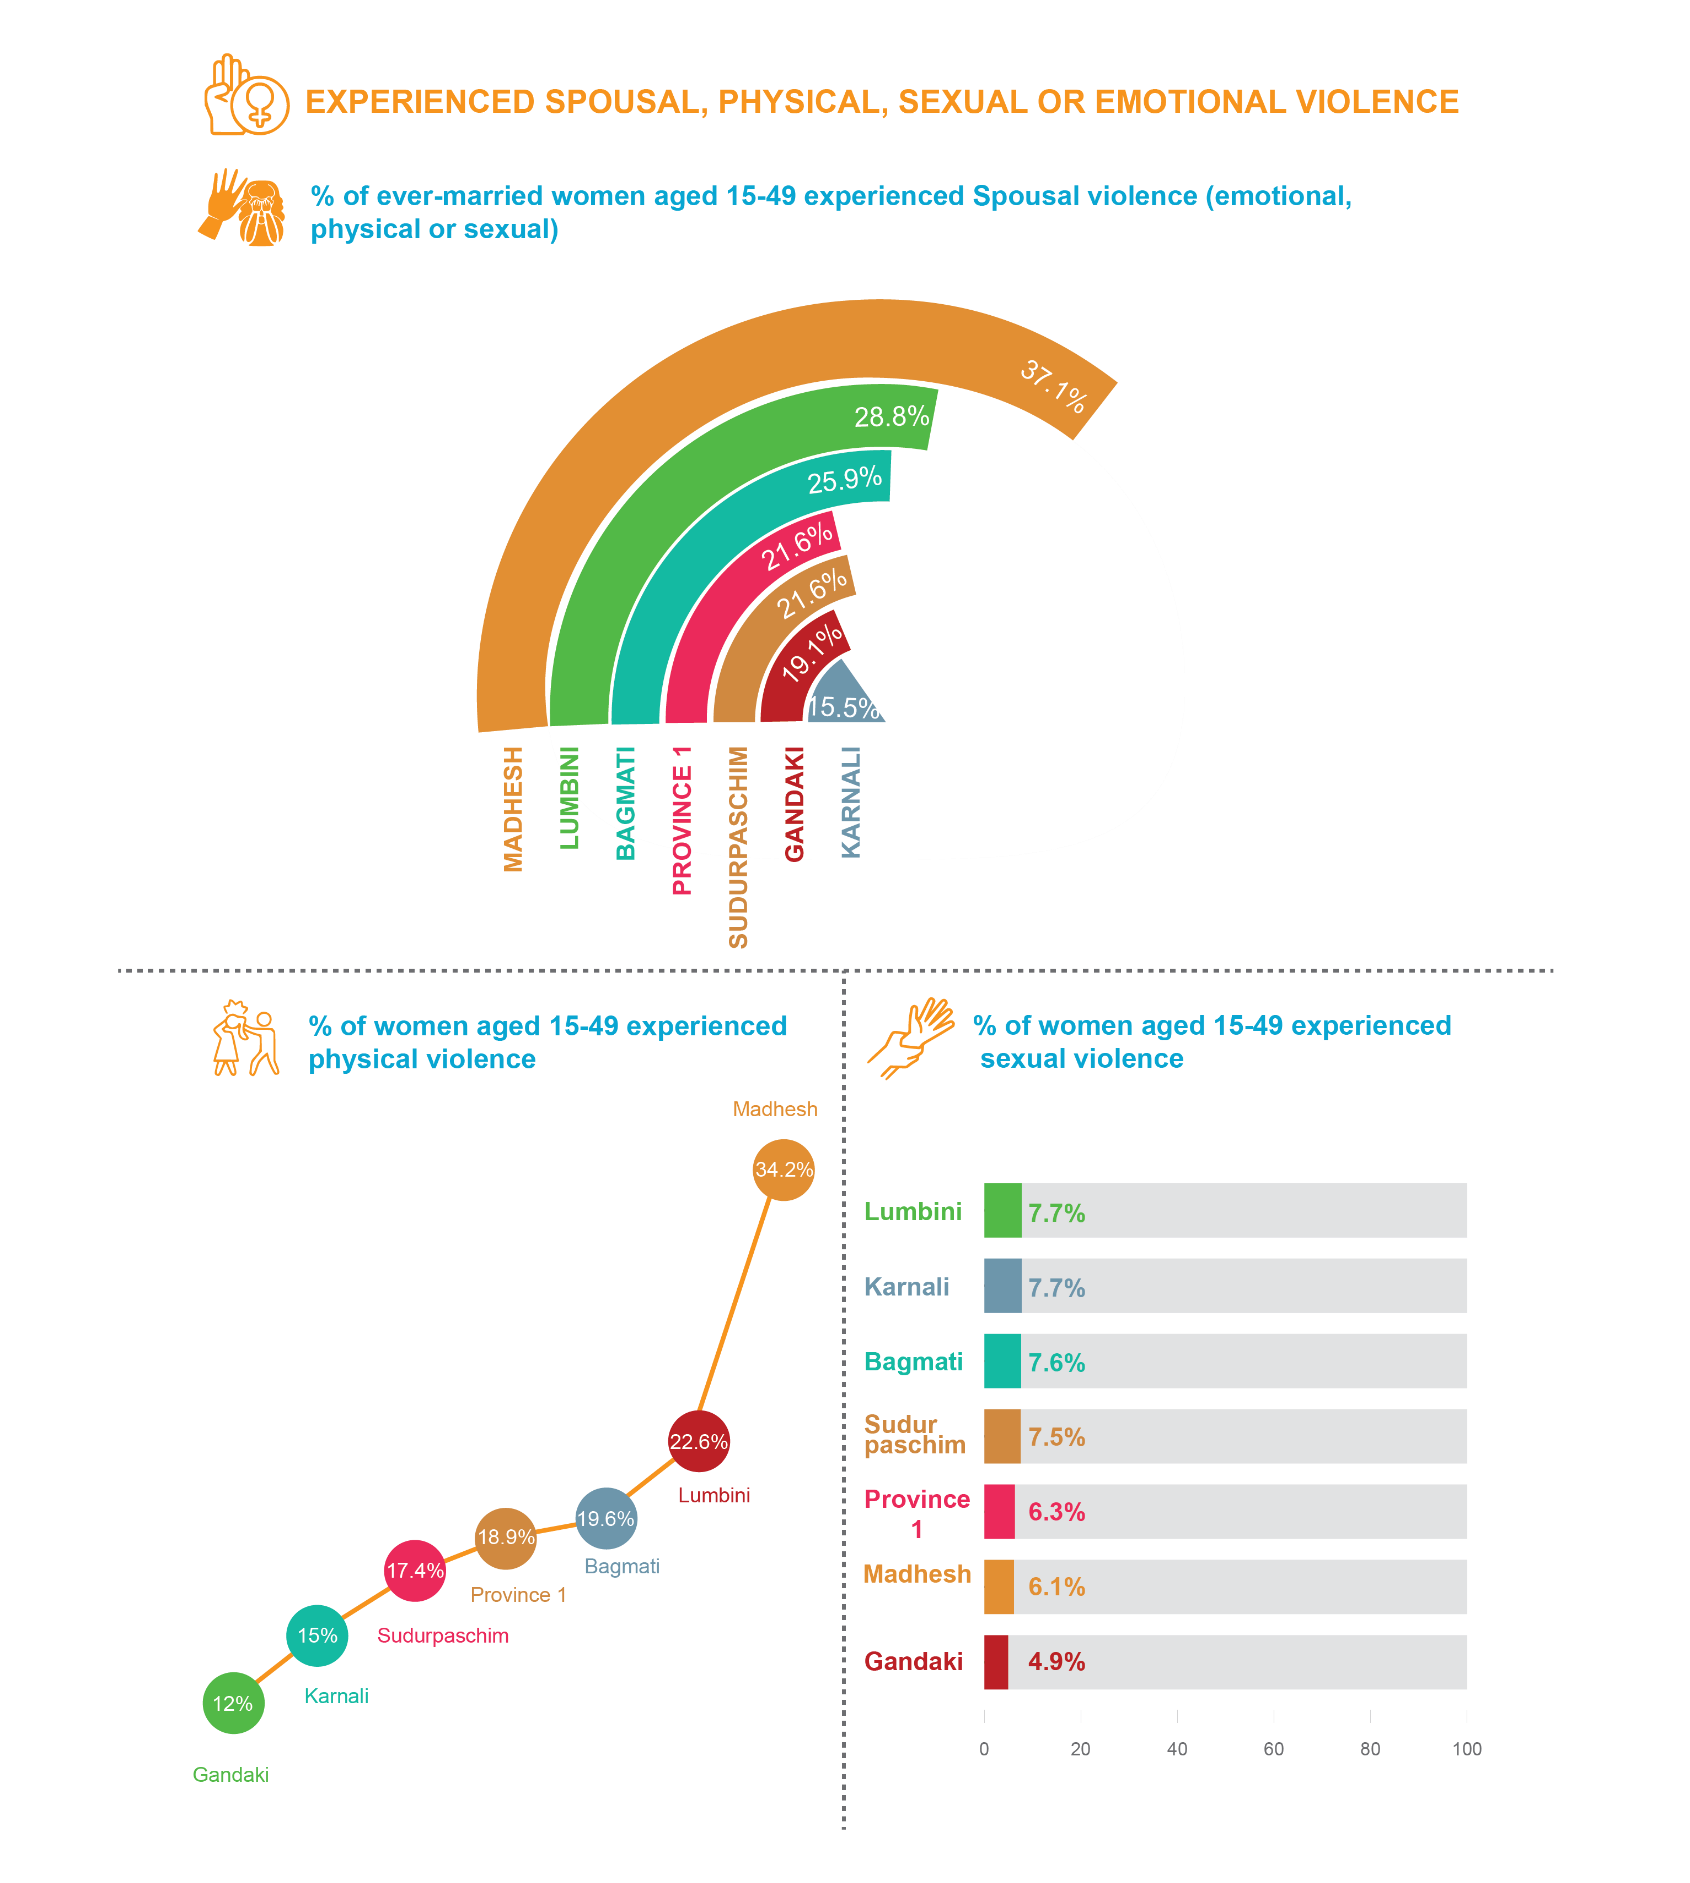 EXPERIENCED SPOUSAL, PHYSICAL, SEXUAL OR EMOTIONAL VIOLENCE
% of ever-married women aged 15-49 experienced Spousal violence (emotional,
physical or sexual)
37.1%
28.8%
25.9%
21.6%
21.6%
19.1%
15.5%
MADHESH
LUMBINI
BAGMATI
PROVINCE 1
SUDURPASCHIM
GANDAKI
KARNALI
% of women aged 15-49 experienced
physical violence
Madhesh
34.2%
22.6%
Lumbini
19.6%
Bagmati
18.9%
Province 1
17.4%
Sudurpaschim
15%
Karnali
12%
Gandaki
% of women aged 15-49 experienced
sexual violence
Lumbini 7.7%
Karnali 7.7%
Bagmati 7.6%
Sudur
paschim 7.5%
Province
1 6.3%
Madhesh 6.1%
Gandaki 4.9%
0 20 40 60 80 100